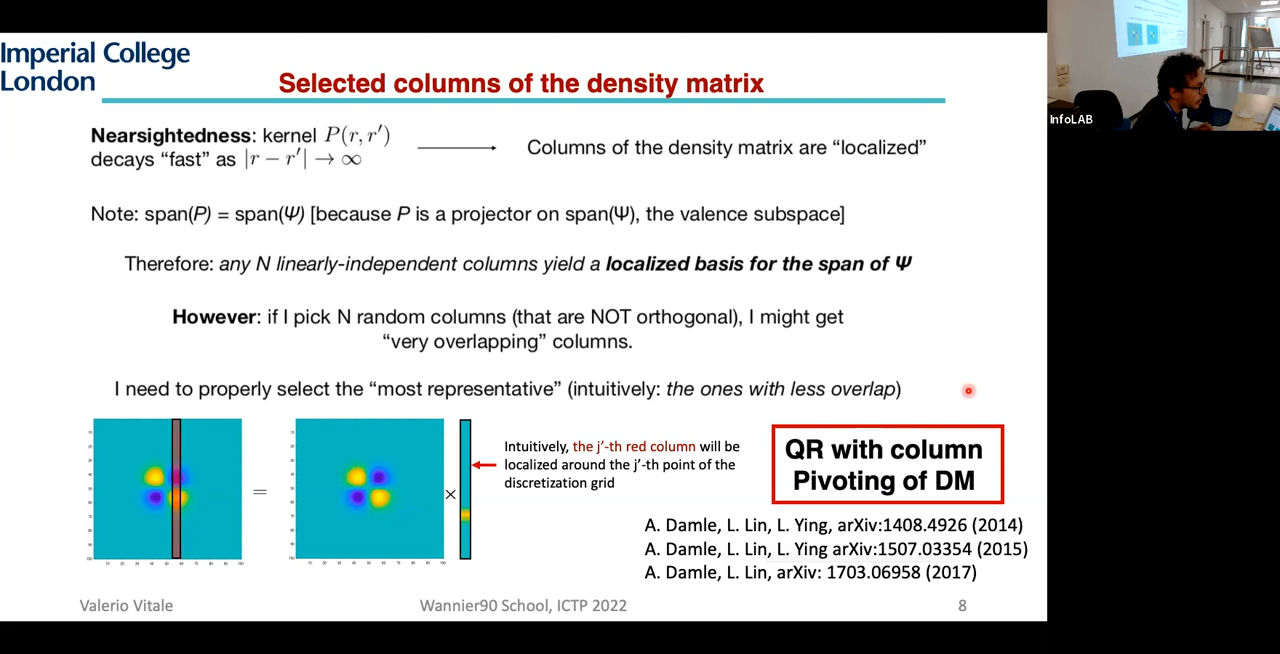 Imperial College
London
Selected columns of the density matrix
Nearsightedness: kernel P(r, r′)
decays “fast” as |r − r′| → ∞
Columns of the density matrix are “localized”
Note: span(P) = span(Ψ) [because P is a projector on span(Ψ), the valence subspace]
Therefore: any N linearly-independent columns yield a localized basis for the span of Ψ
However: if I pick N random columns (that are NOT orthogonal), I might get
“very overlapping” columns.
I need to properly select the “most representative” (intuitively: the ones with less overlap)
=
×
Intuitively, the j’-th red column will be
localized around the j’-th point of the
discretization grid
QR with column
Pivoting of DM
A. Damle, L. Lin, L. Ying, arXiv:1408.4926 (2014)
A. Damle, L. Lin, L. Ying arXiv:1507.03354 (2015)
A. Damle, L. Lin, arXiv: 1703.06958 (2017)
Valerio Vitale
Wannier90 School, ICTP 2022
8
InfoLAB